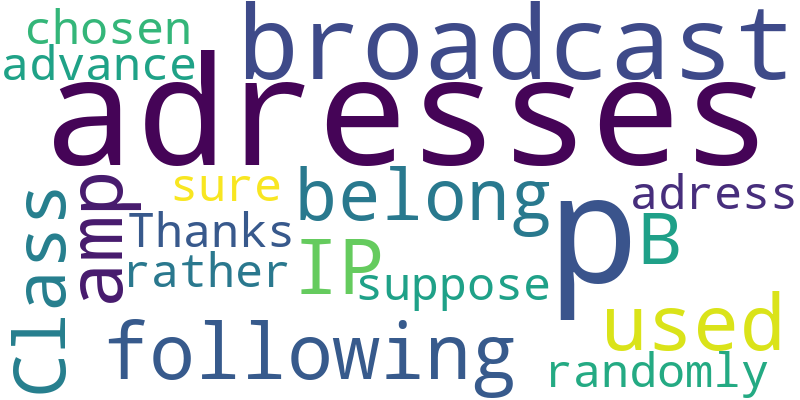 chosen
broadcast
advance
adresses
sure
belong
p
adress
Class
amp
Thanks
IP
B
rather
suppose
following
used
randomly